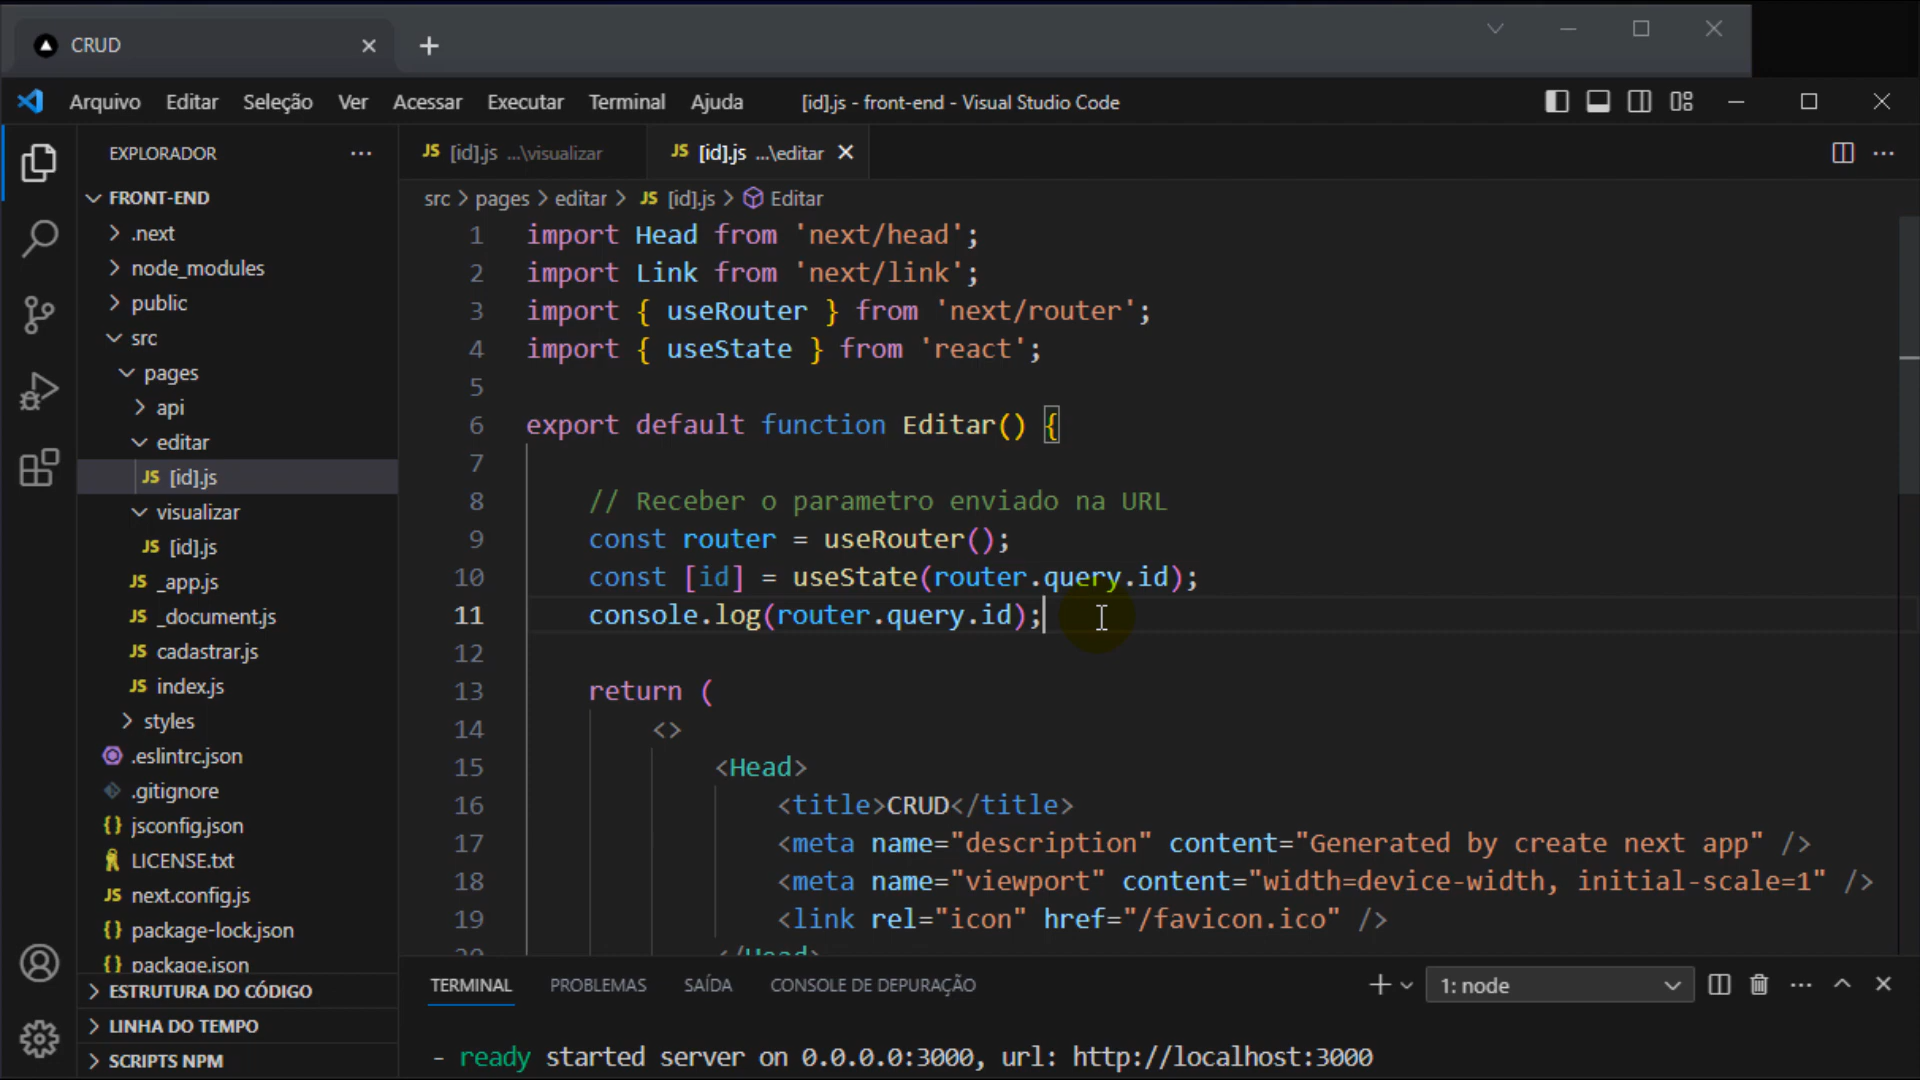 CRUD
Arquivo Editar Seleção Ver Acessar Executar Terminal Ajuda [id].js - front-end - Visual Studio Code
EXPLORADOR
FRONT-END
.next
node_modules
public
src
pages
api
editar
JS [id].js
visualizar
JS [id].js
JS _app.js
JS _document.js
JS cadastrar.js
JS index.js
styles
.eslintrc.json
.gitignore
{} jsconfig.json
LICENSE.txt
JS next.config.js
{} package-lock.json
{} package.json
ESTRUTURA DO CÓDIGO
LINHA DO TEMPO
SCRIPTS NPM
JS [id].js ...\visualizar JS [id].js ...\editar
src > pages > editar > JS [id].js > Editar
1 import Head from 'next/head';
2 import Link from 'next/link';
3 import { useRouter } from 'next/router';
4 import { useState } from 'react';
5
6 export default function Editar() {
7
8 // Receber o parametro enviado na URL
9 const router = useRouter();
10 const [id] = useState(router.query.id);
11 console.log(router.query.id);
12
13 return (
14 <>
15 <Head>
16 <title>CRUD</title>
17 <meta name="description" content="Generated by create next app" />
18 <meta name="viewport" content="width=device-width, initial-scale=1" />
19 <link rel="icon" href="/favicon.ico" />
20 </Head>
TERMINAL PROBLEMAS SAÍDA CONSOLE DE DEPURAÇÃO 1: node
- ready started server on 0.0.0.0:3000, url: http://localhost:3000